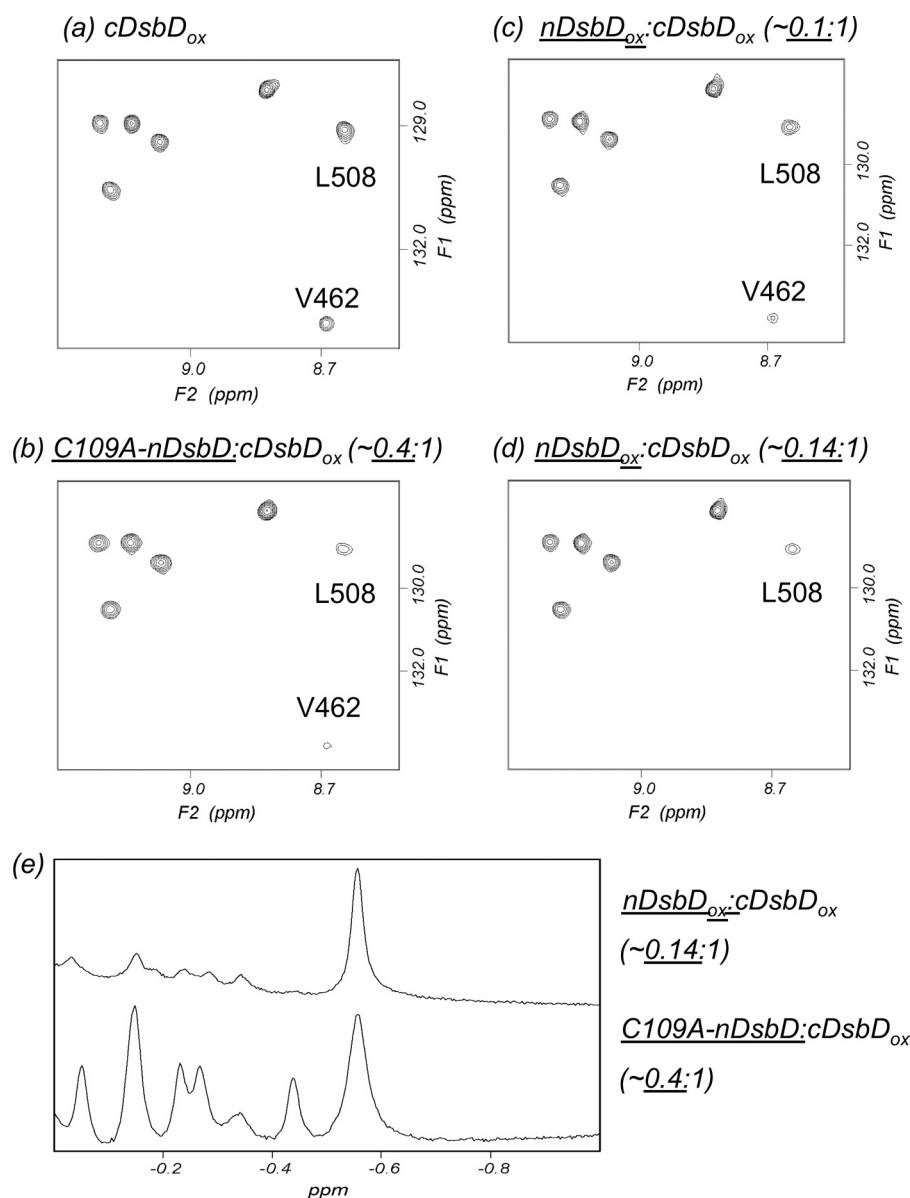 (a) cDsbDox
L508
V462
129.0
132.0
F1 (ppm)
9.0
8.7
F2 (ppm)
(c) nDsbDox:cDsbDox (~0.1:1)
L508
V462
130.0
132.0
F1 (ppm)
9.0
8.7
F2 (ppm)
(b) C109A-nDsbD:cDsbDox (~0.4:1)
L508
V462
130.0
132.0
F1 (ppm)
9.0
8.7
F2 (ppm)
(d) nDsbDox:cDsbDox (~0.14:1)
L508
130.0
132.0
F1 (ppm)
9.0
8.7
F2 (ppm)
(e)
nDsbDox:cDsbDox
(~0.14:1)
C109A-nDsbD:cDsbDox
(~0.4:1)
-0.2
-0.4
-0.6
-0.8
ppm